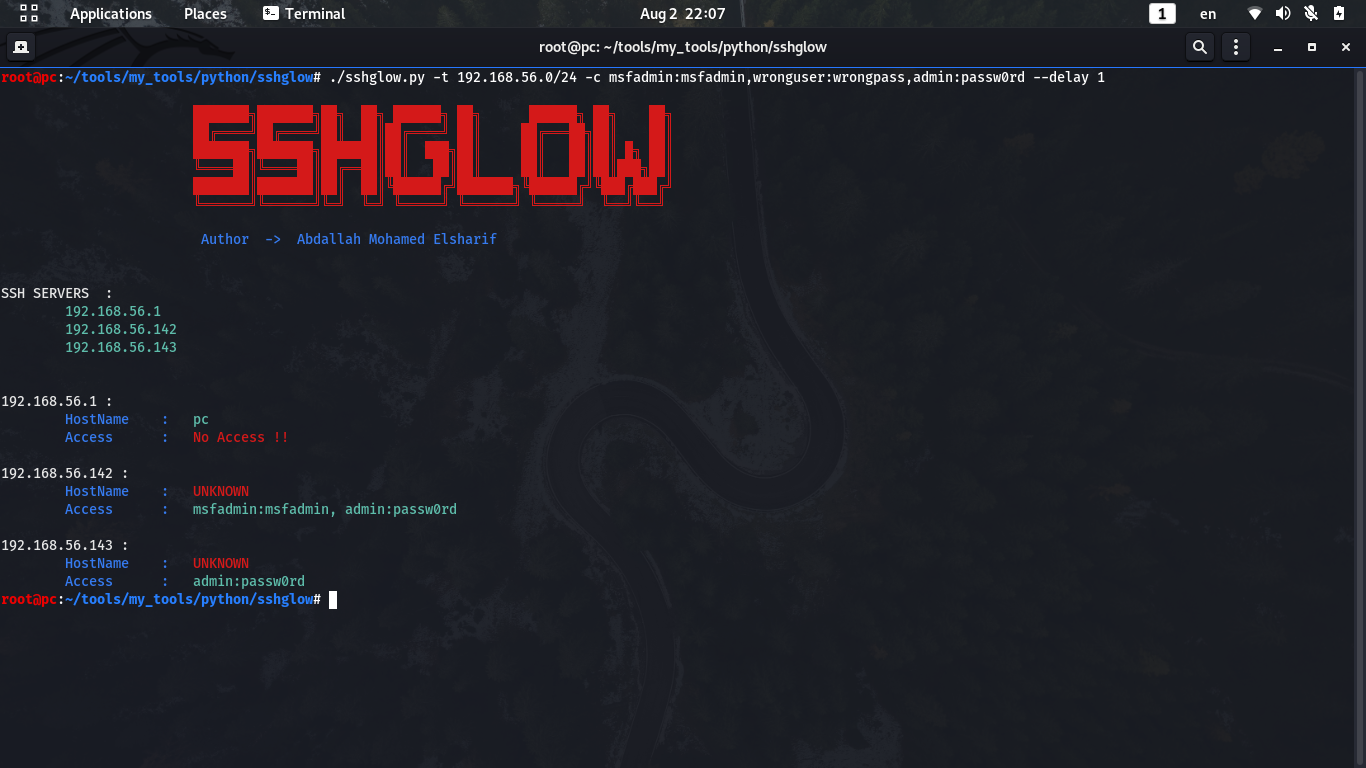 Applications Places Terminal Aug 2 22:07 1 en
root@pc: ~/tools/my_tools/python/sshglow
root@pc:~/tools/my_tools/python/sshglow# ./sshglow.py -t 192.168.56.0/24 -c msfadmin:msfadmin,wronguser:wrongpass,admin:passw0rd --delay 1
SSHGLOW
Author -> Abdallah Mohamed Elsharif
SSH SERVERS :
192.168.56.1
192.168.56.142
192.168.56.143
192.168.56.1 :
HostName : pc
Access : No Access !!
192.168.56.142 :
HostName : UNKNOWN
Access : msfadmin:msfadmin, admin:passw0rd
192.168.56.143 :
HostName : UNKNOWN
Access : admin:passw0rd
root@pc:~/tools/my_tools/python/sshglow#